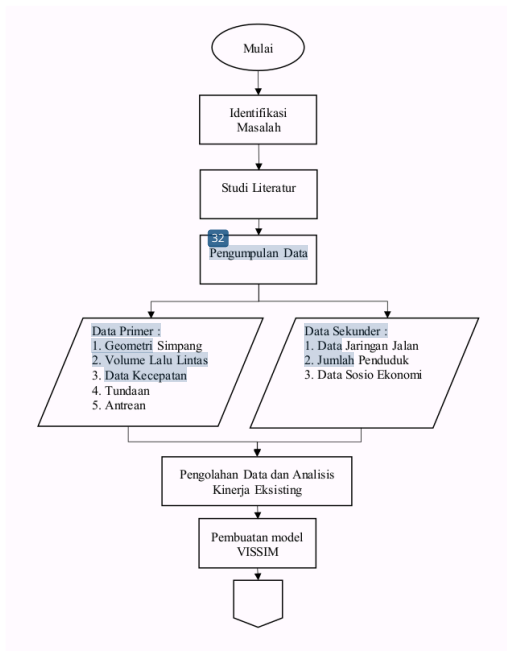 Mulai
Identifikasi
Masalah
Studi Literatur
32
Pengumpulan Data
Data Primer :
1. Geometri Simpang
2. Volume Lalu Lintas
3. Data Kecepatan
4. Tundaan
5. Antrean
Data Sekunder :
1. Data Jaringan Jalan
2. Jumlah Penduduk
3. Data Sosio Ekonomi
Pengolahan Data dan Analisis
Kinerja Eksisting
Pembuatan model
VISSIM